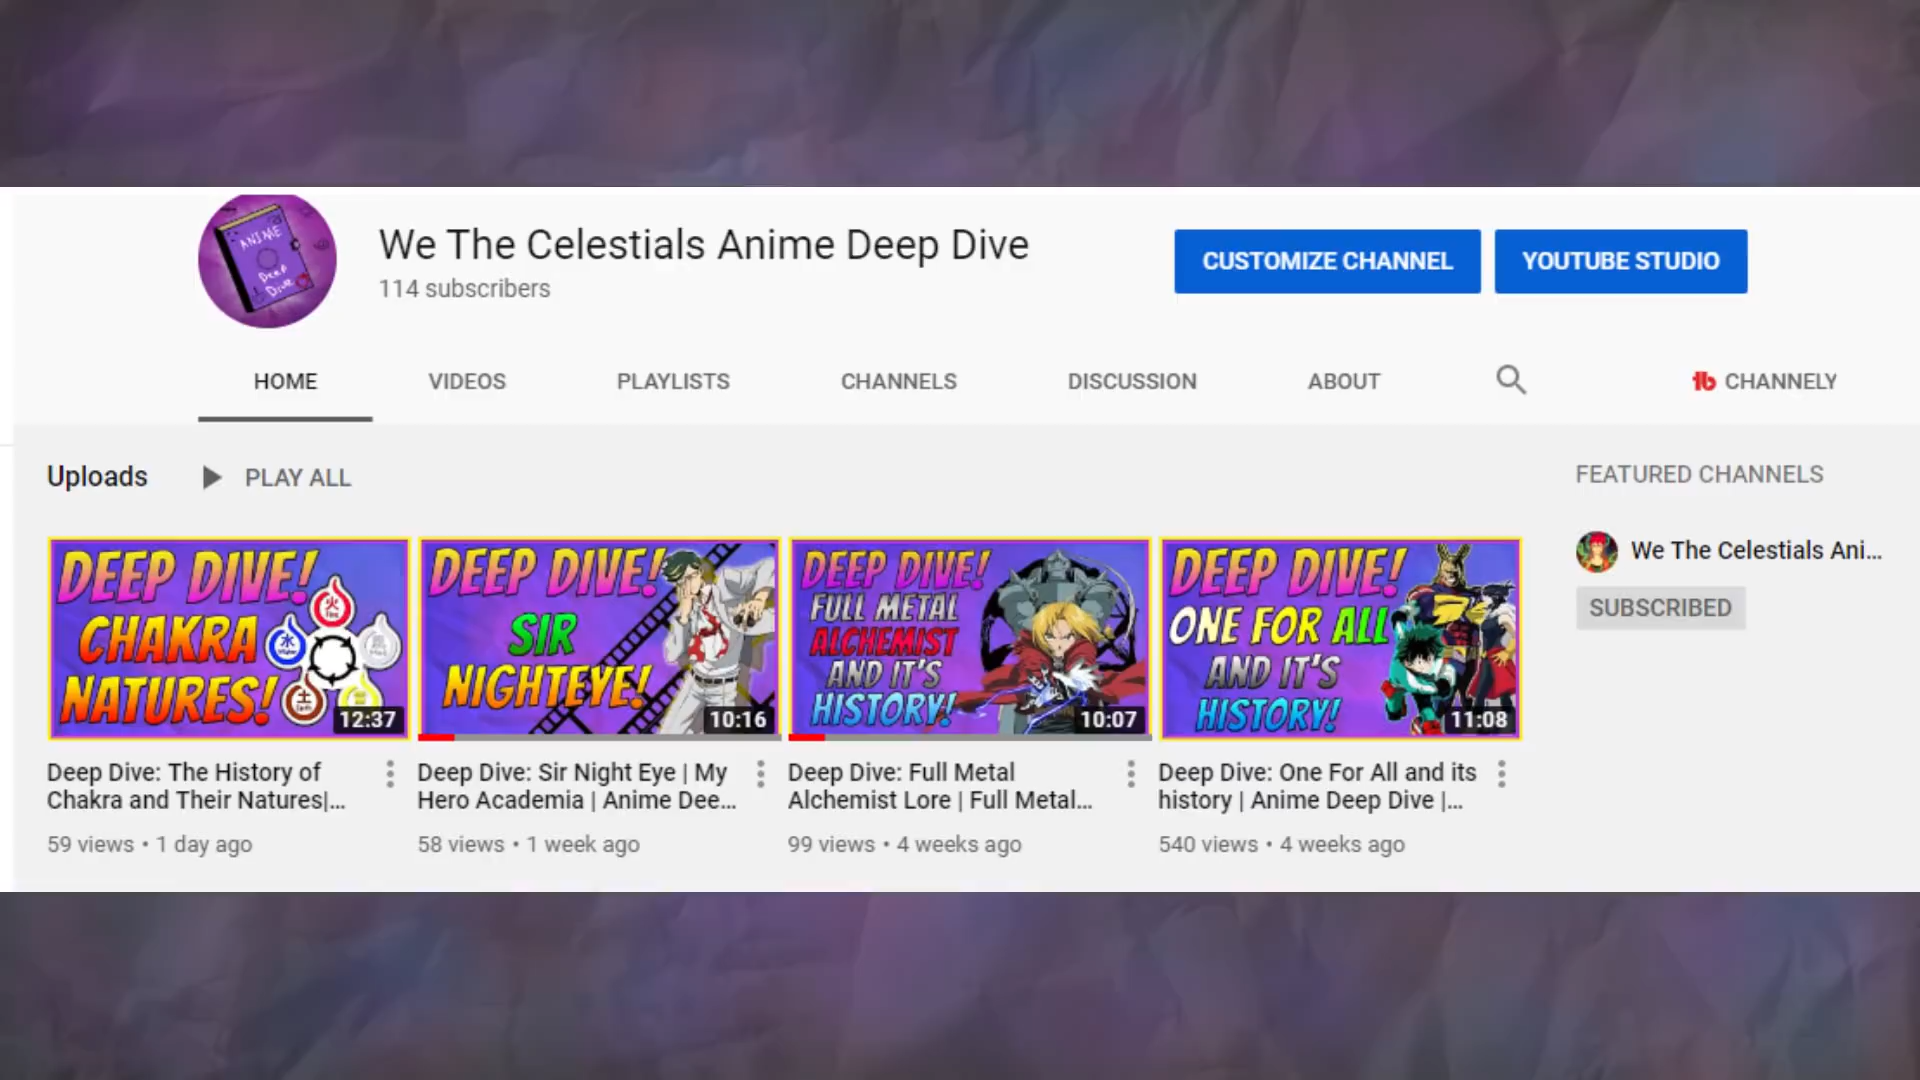 ANIME
Deep
Dive
We The Celestials Anime Deep Dive
114 subscribers
CUSTOMIZE CHANNEL
YOUTUBE STUDIO
HOME
VIDEOS
PLAYLISTS
CHANNELS
DISCUSSION
ABOUT
CHANNELY
Uploads
PLAY ALL
FEATURED CHANNELS
We The Celestials Ani...
SUBSCRIBED
DEEP DIVE!
CHAKRA
NATURES!
火
水
土
12:37
DEEP DIVE!
SIR
NIGHTEYE!
10:16
DEEP DIVE!
FULL METAL
ALCHEMIST
AND IT'S
HISTORY!
10:07
DEEP DIVE!
ONE FOR ALL
AND IT'S
HISTORY!
11:08
Deep Dive: The History of
Chakra and Their Natures|...
59 views • 1 day ago
Deep Dive: Sir Night Eye | My
Hero Academia | Anime Dee...
58 views • 1 week ago
Deep Dive: Full Metal
Alchemist Lore | Full Metal...
99 views • 4 weeks ago
Deep Dive: One For All and its
history | Anime Deep Dive |...
540 views • 4 weeks ago